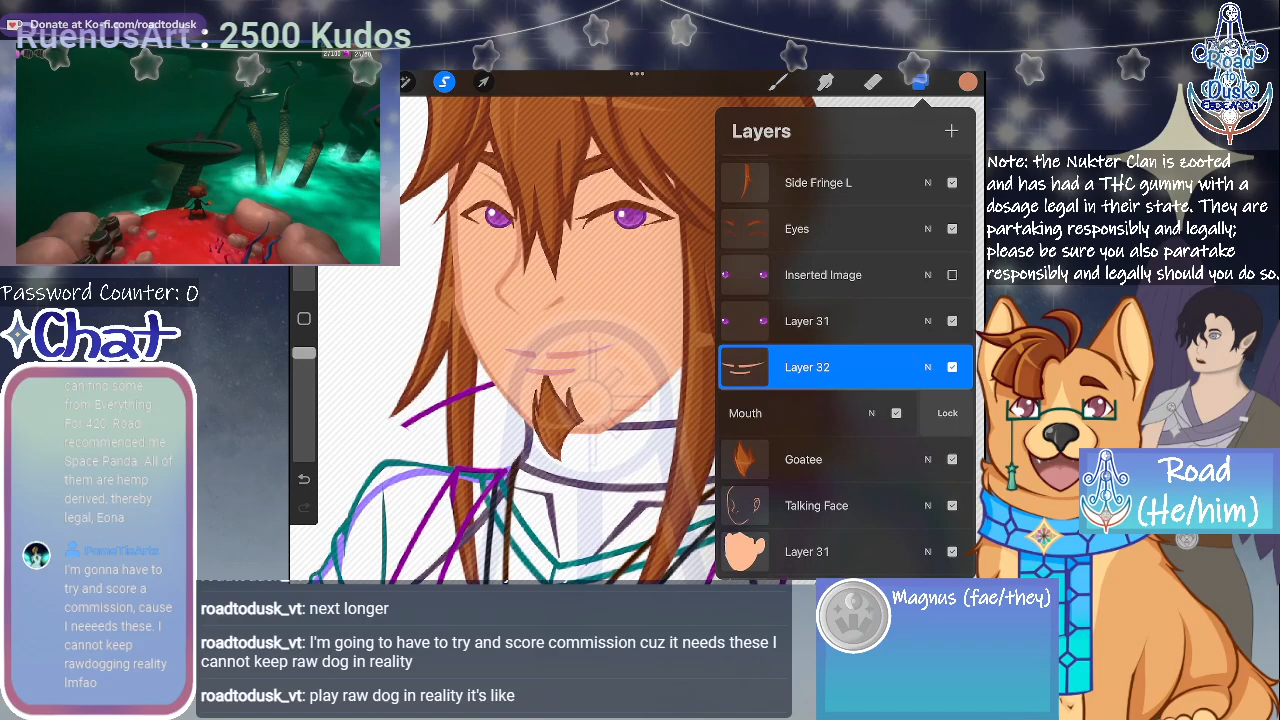 Donate at Ko-fi.com/roadtodusk
RuenUsArt : 2500 Kudos
Road
to
Dusk
Layers
Side Fringe L
N
Eyes
N
Inserted Image
N
Layer 31
N
Layer 32
N
Mouth
N
Lock
Goatee
N
Talking Face
N
Layer 31
N
Note: the Nukter Clan is zooted
and has had a THC gummy with a
dosage legal in their state. They are
partaking responsibly and legally;
please be sure you also paratake
responsibly and legally should you do so.
Password Counter: 0
Chat
can find some
from Everything
For 420. Road
recommended me
Space Panda. All of
them are hemp
derived, thereby
legal, Eona
I'm gonna have to
try and score a
commission, cause
I neeeeds these. I
cannot keep
rawdogging reality
lmfao
roadtodusk_vt: next longer
roadtodusk_vt: I'm going to have to try and score commission cuz it needs these I
cannot keep raw dog in reality
roadtodusk_vt: play raw dog in reality it's like
Road
(He/him)
Magnus (fae/they)